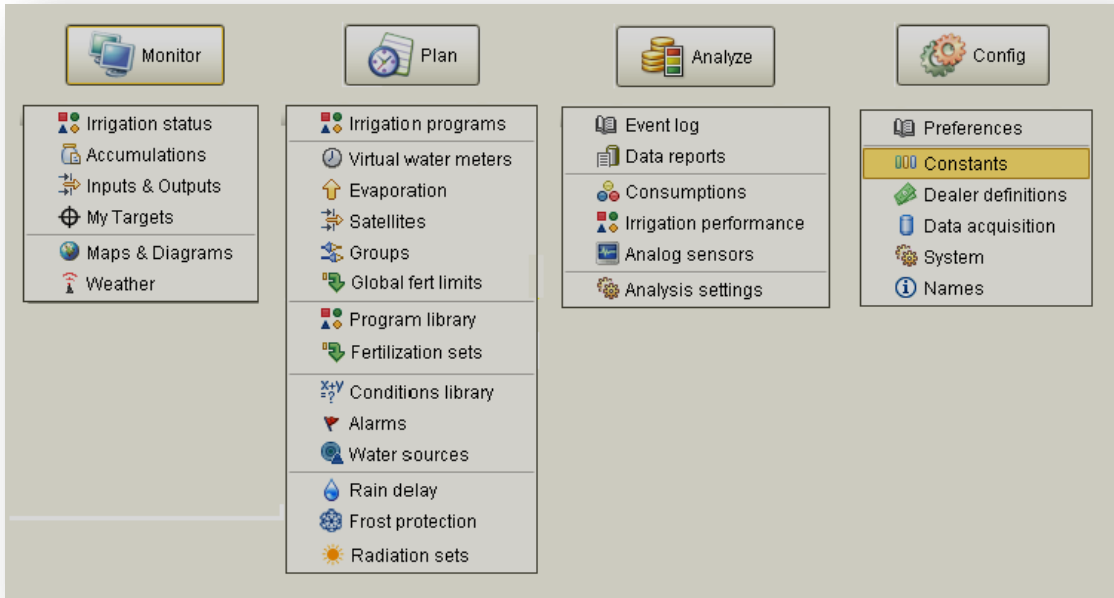 Monitor
Plan
Analyze
Config
Irrigation status
Accumulations
Inputs & Outputs
My Targets
Maps & Diagrams
Weather
Irrigation programs
Virtual water meters
Evaporation
Satellites
Groups
Global fert limits
Program library
Fertilization sets
X+Y
=?
Conditions library
Alarms
Water sources
Rain delay
Frost protection
Radiation sets
Event log
Data reports
Consumptions
Irrigation performance
Analog sensors
Analysis settings
Preferences
Constants
Dealer definitions
Data acquisition
System
Names